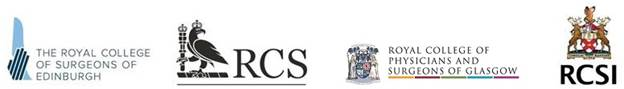 THE ROYAL COLLEGE
OF SURGEONS OF
EDINBURGH
RCS
ROYAL COLLEGE OF
PHYSICIANS AND
SURGEONS OF GLASGOW
RCSI